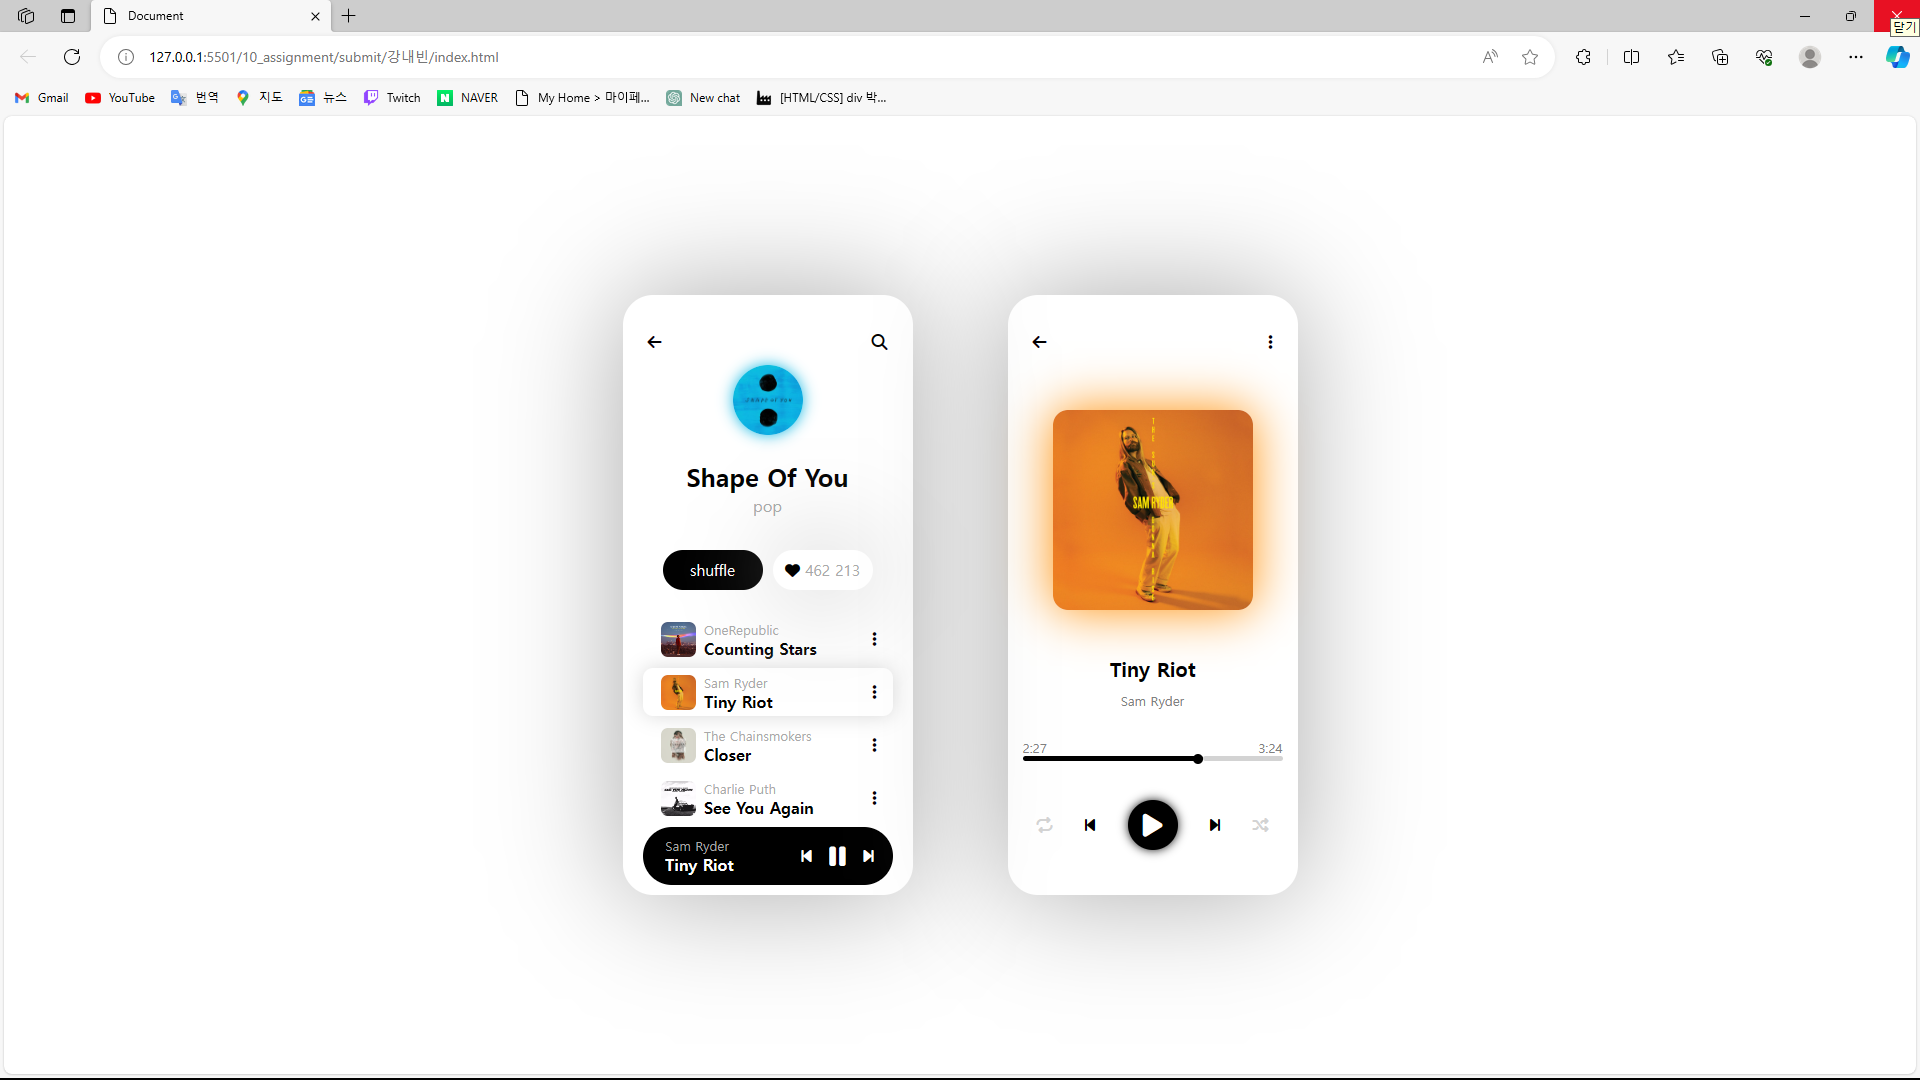 Document
닫기
127.0.0.1:5501/10_assignment/submit/강내빈/index.html
Gmail
YouTube
번역
지도
뉴스
Twitch
NAVER
My Home > 마이페...
New chat
[HTML/CSS] div 박...
Shape of You
Shape Of You
pop
shuffle
462 213
OneRepublic
Counting Stars
Sam Ryder
Tiny Riot
The Chainsmokers
Closer
Charlie Puth
See You Again
Sam Ryder
Tiny Riot
SAM RYDER
Tiny Riot
Sam Ryder
2:27
3:24